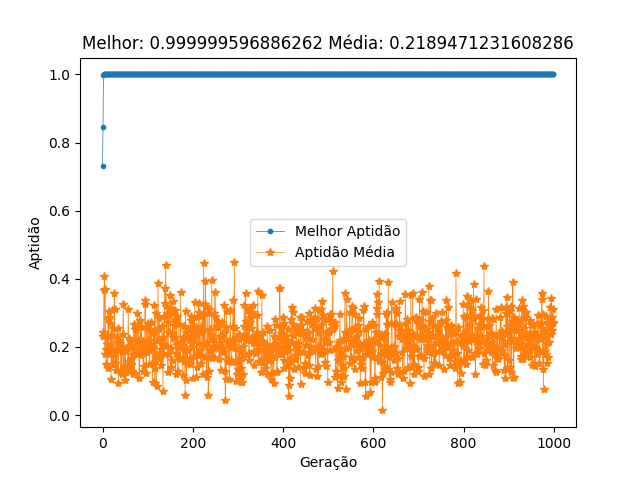 Melhor: 0.999999596886262 Média: 0.2189471231608286
1.0
0.8
0.6
0.4
0.2
0.0
Aptidão
Melhor Aptidão
Aptidão Média
0 200 400 600 800 1000
Geração